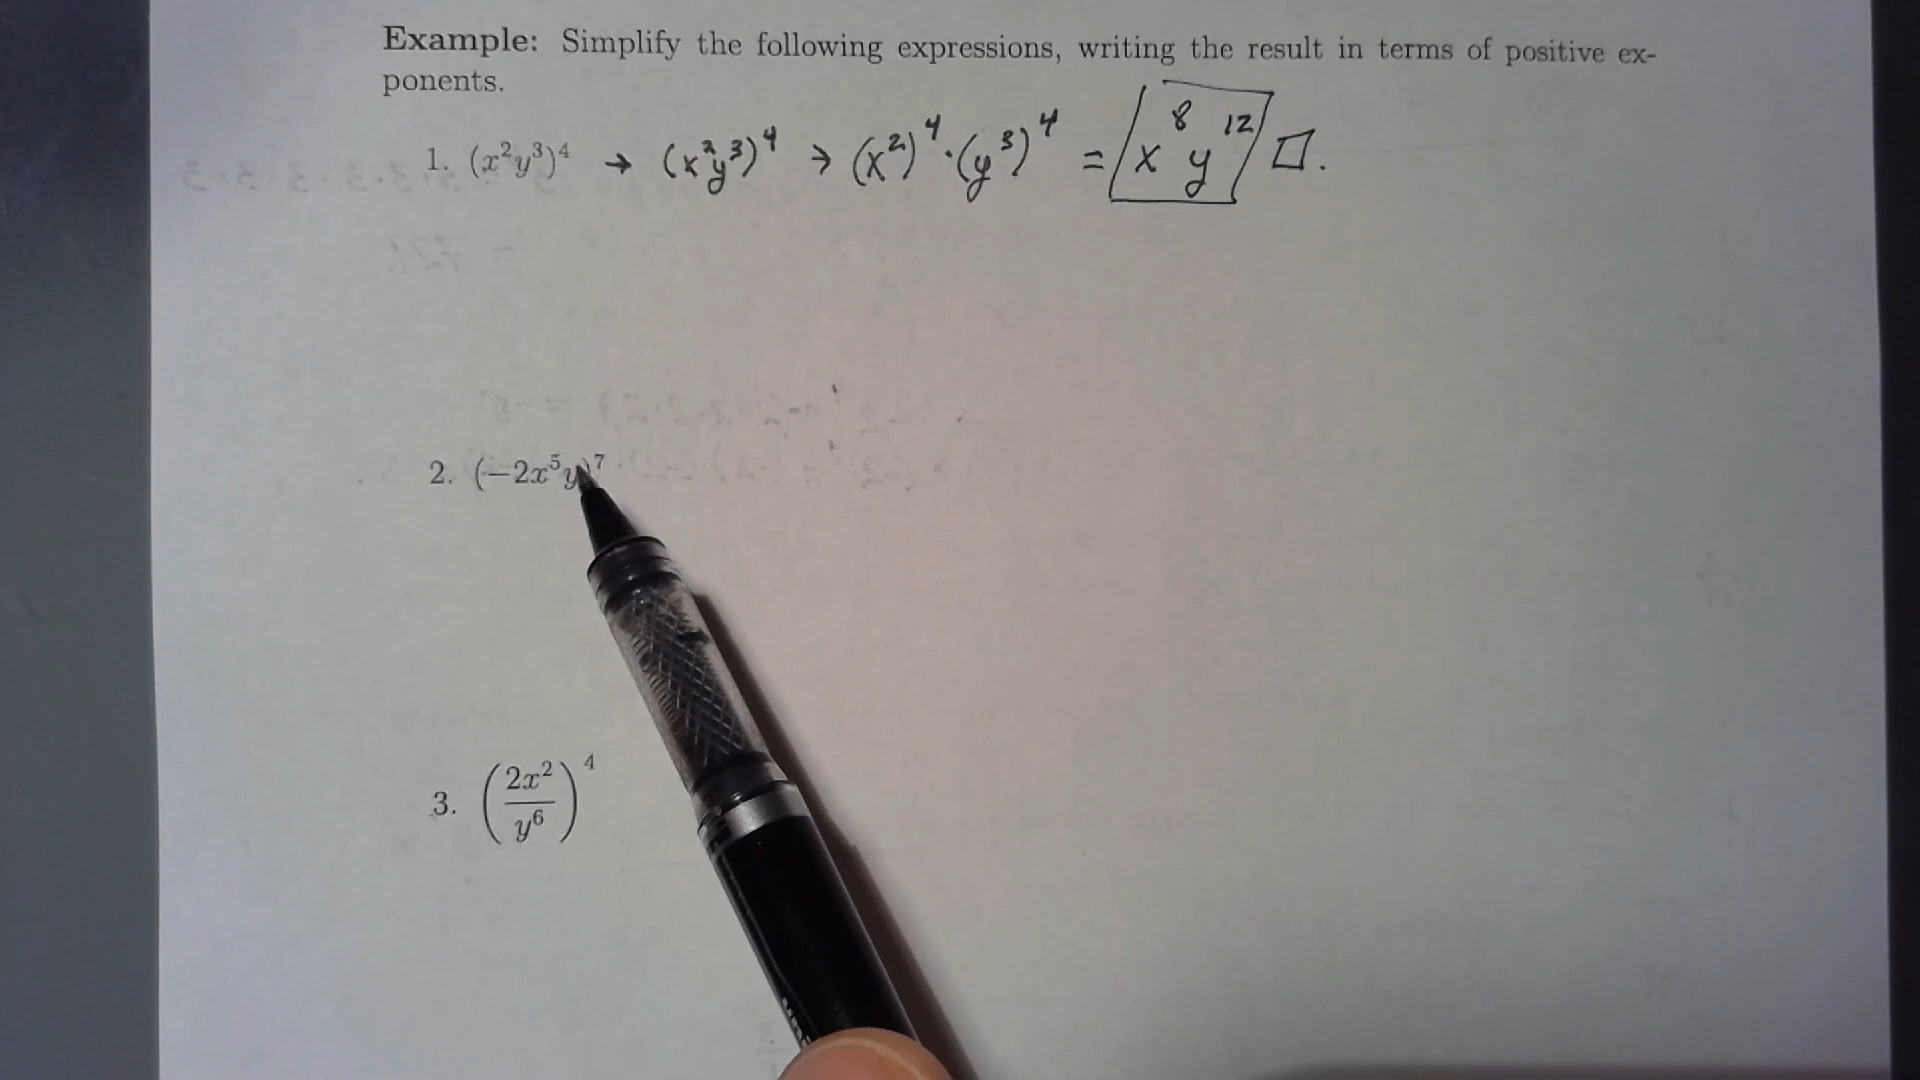 Example: Simplify the following expressions, writing the result in terms of positive ex-
ponents.
1. (x²y³)⁴ → (x²y³)⁴ → (x²)⁴·(y³)⁴ = x⁸y¹² □.
2. (−2x⁵y)⁷
3. (2x²/y⁶)⁴